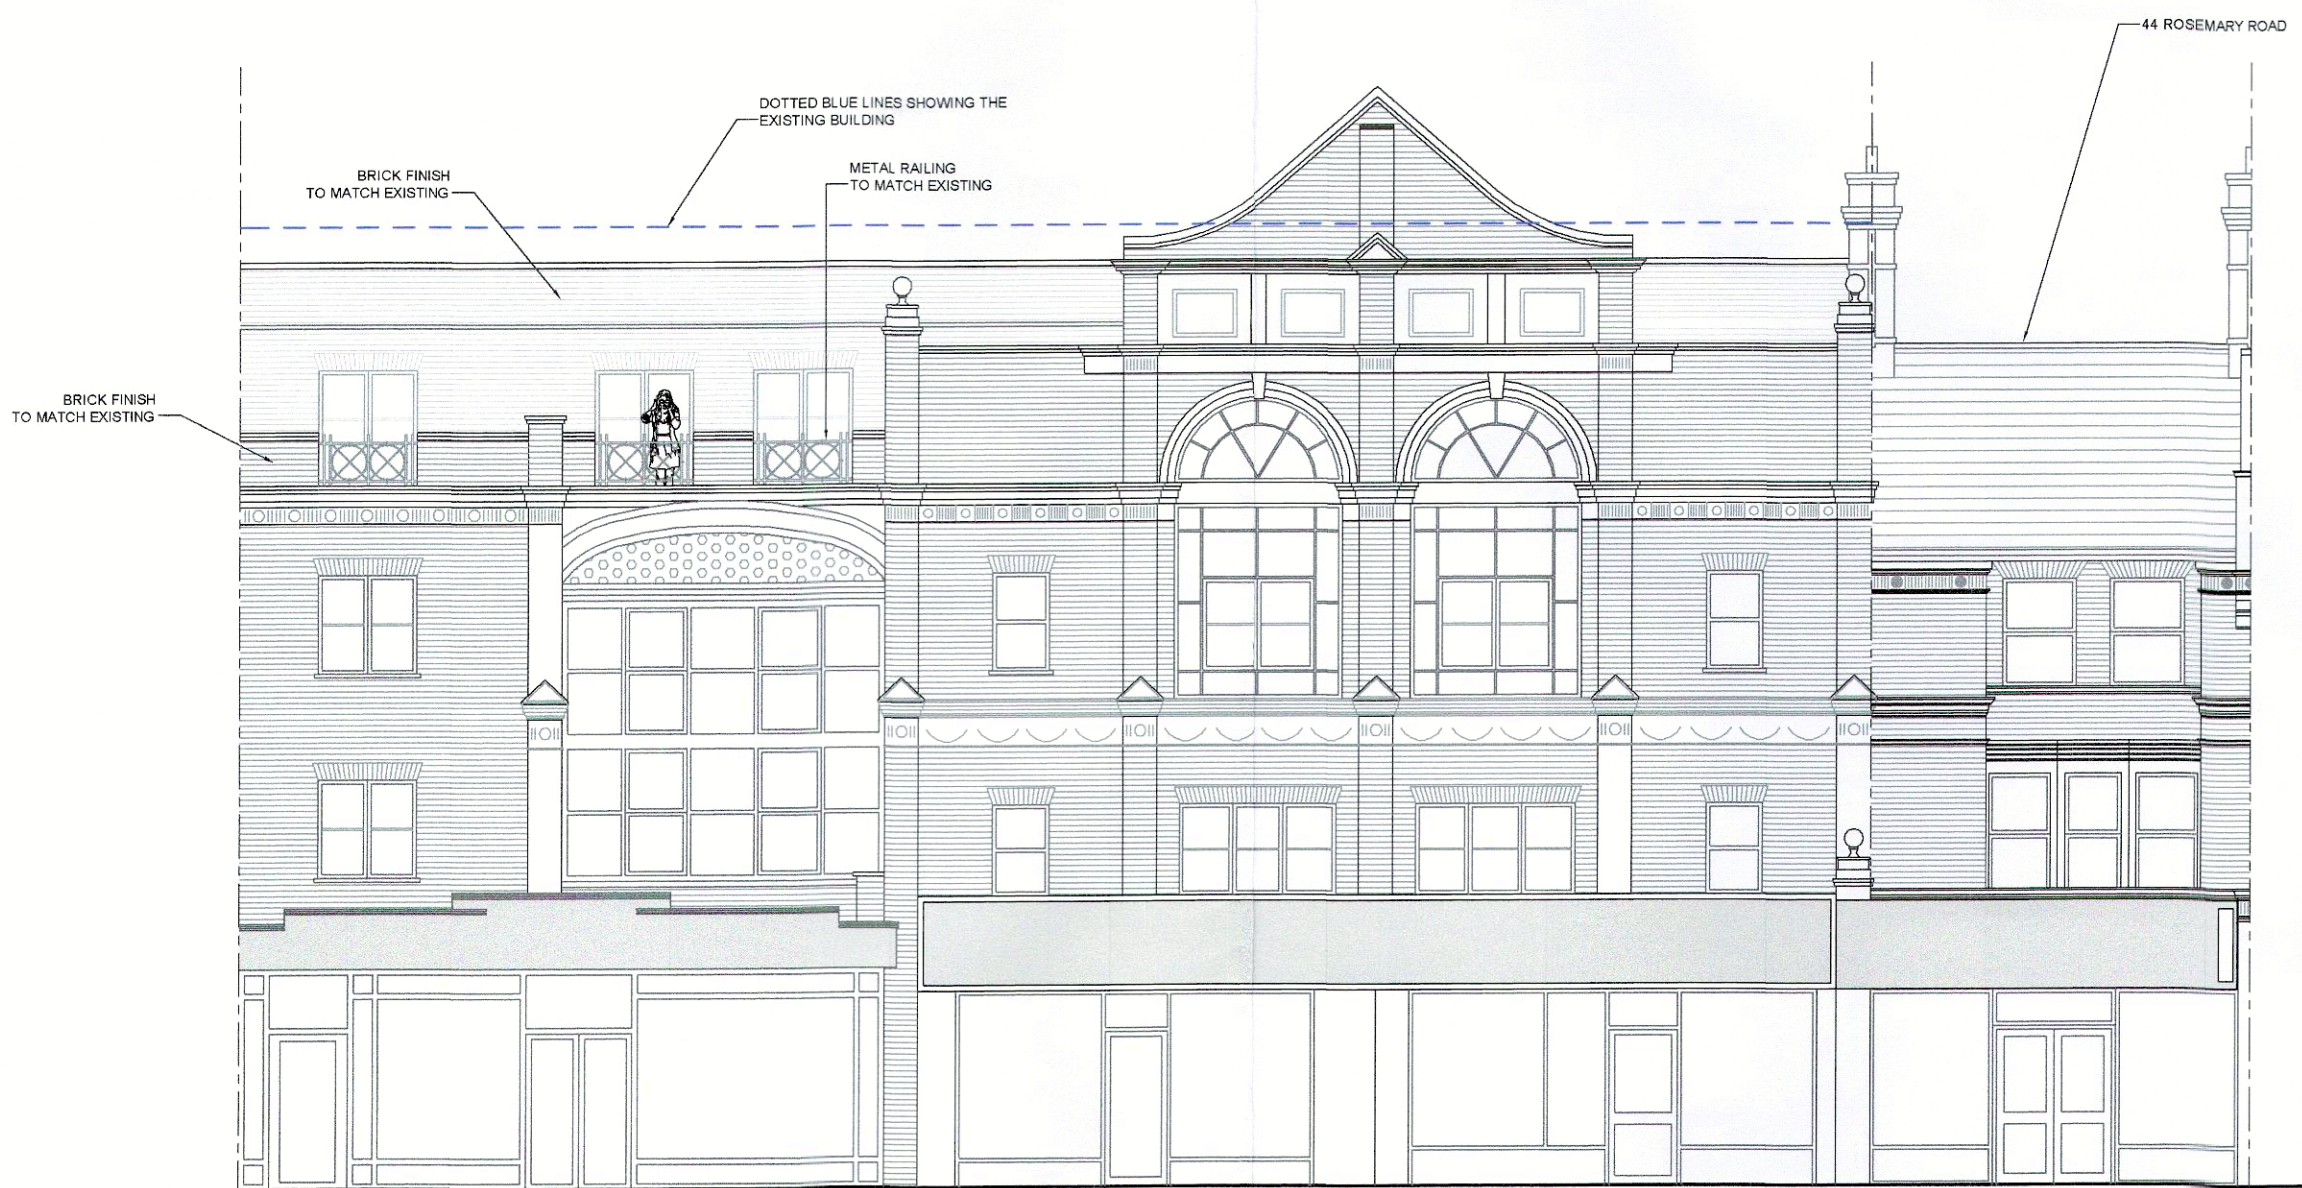 44 ROSEMARY ROAD
DOTTED BLUE LINES SHOWING THE
EXISTING BUILDING
METAL RAILING
TO MATCH EXISTING
BRICK FINISH
TO MATCH EXISTING
BRICK FINISH
TO MATCH EXISTING